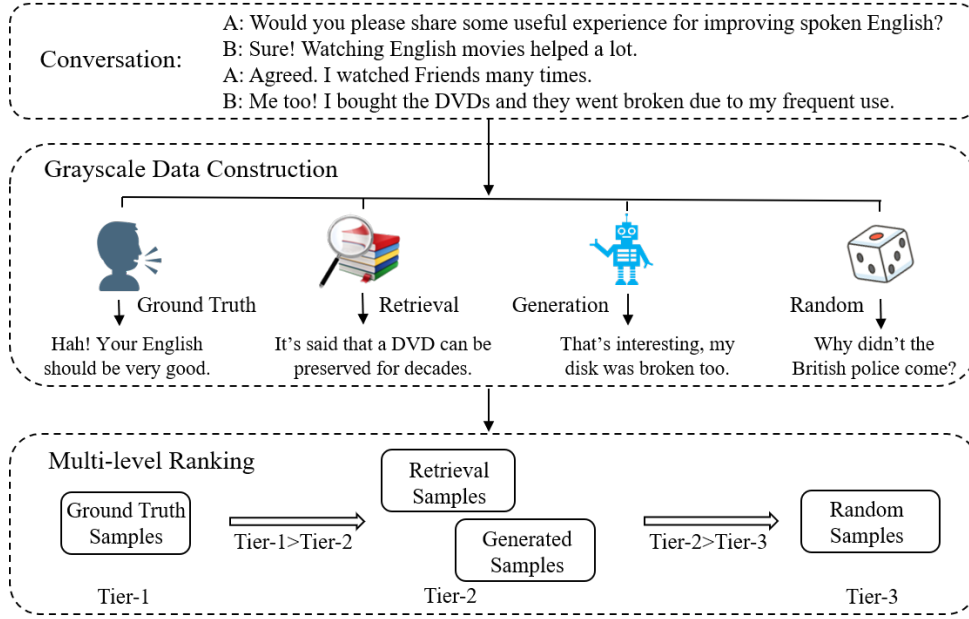 Conversation:
A: Would you please share some useful experience for improving spoken English?
B: Sure! Watching English movies helped a lot.
A: Agreed. I watched Friends many times.
B: Me too! I bought the DVDs and they went broken due to my frequent use.
Grayscale Data Construction
Ground Truth
Retrieval
Generation
Random
Hah! Your English
should be very good.
It’s said that a DVD can be
preserved for decades.
That’s interesting, my
disk was broken too.
Why didn’t the
British police come?
Multi-level Ranking
Ground Truth
Samples
Tier-1>Tier-2
Retrieval
Samples
Generated
Samples
Tier-2>Tier-3
Random
Samples
Tier-1
Tier-2
Tier-3